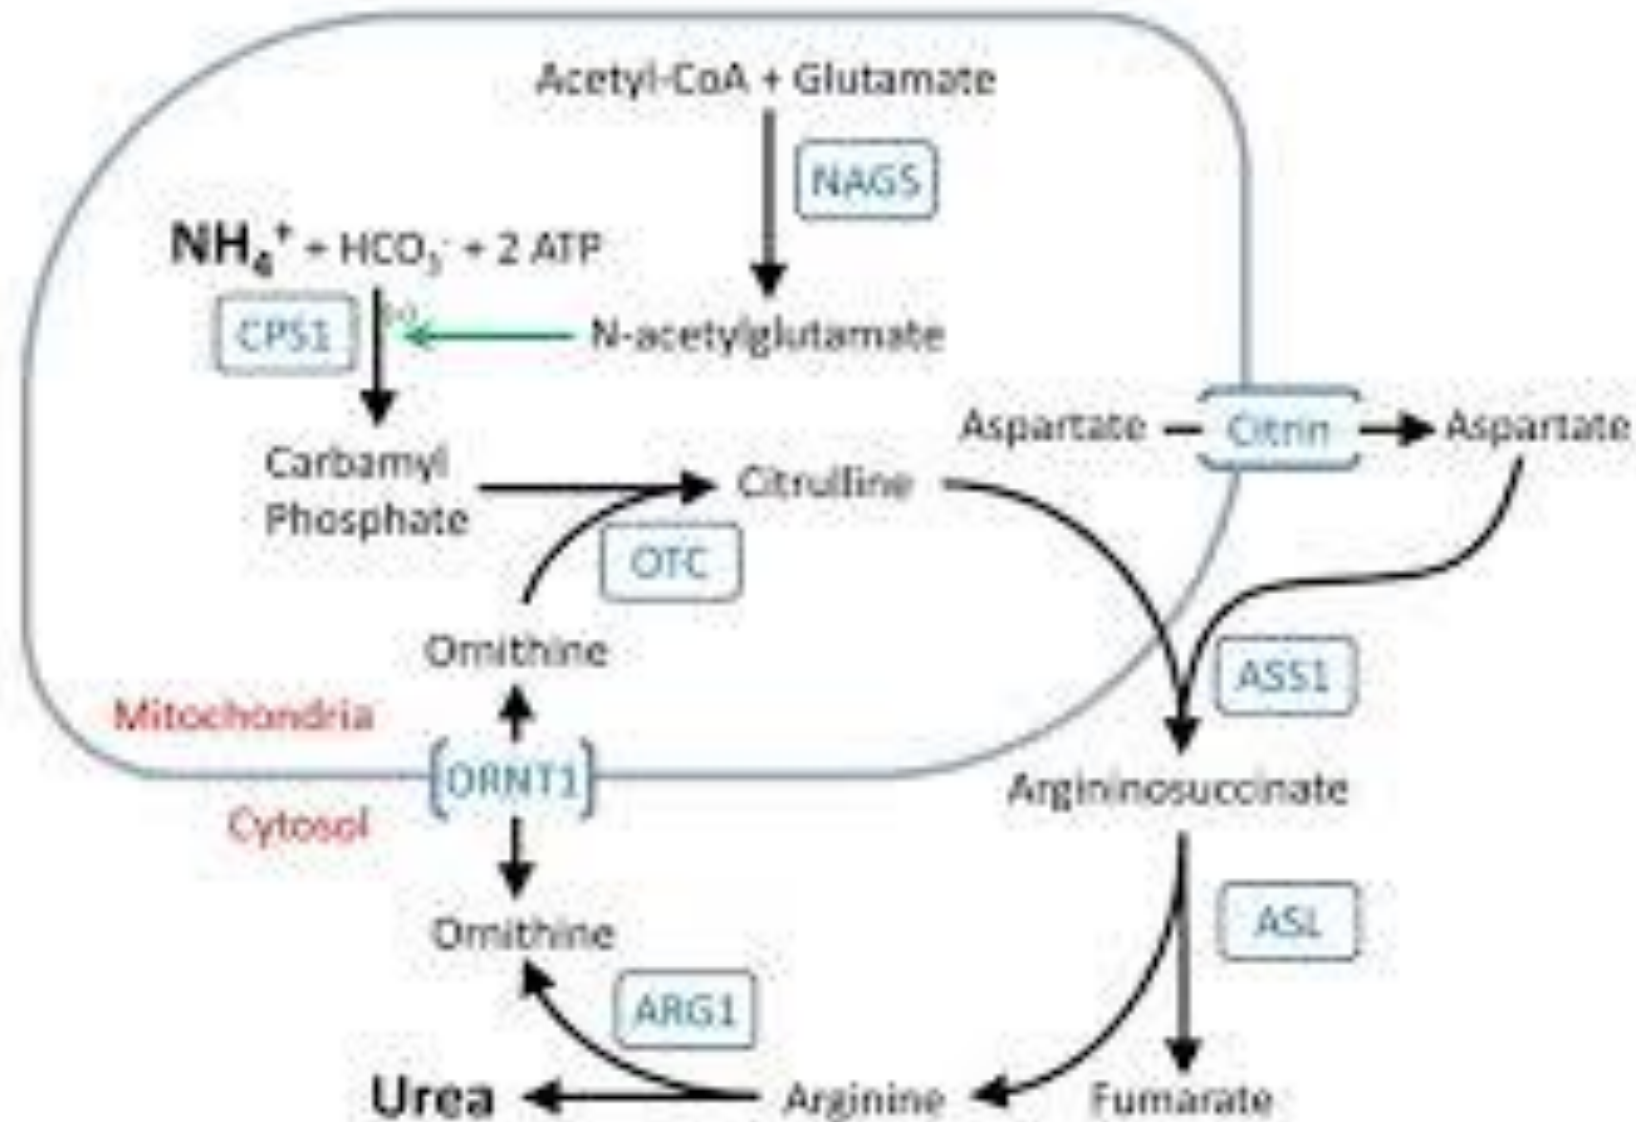 Acetyl-CoA + Glutamate
NAGS
NH₄⁺ + HCO₃⁻ + 2 ATP
CPS1
(+)
N-acetylglutamate
Aspartate
Citrin
Aspartate
Carbamyl
Phosphate
Citrulline
OTC
Ornithine
ASS1
Mitochondria
ORNT1
Argininosuccinate
Cytosol
ASL
Ornithine
ARG1
Urea
Arginine
Fumarate